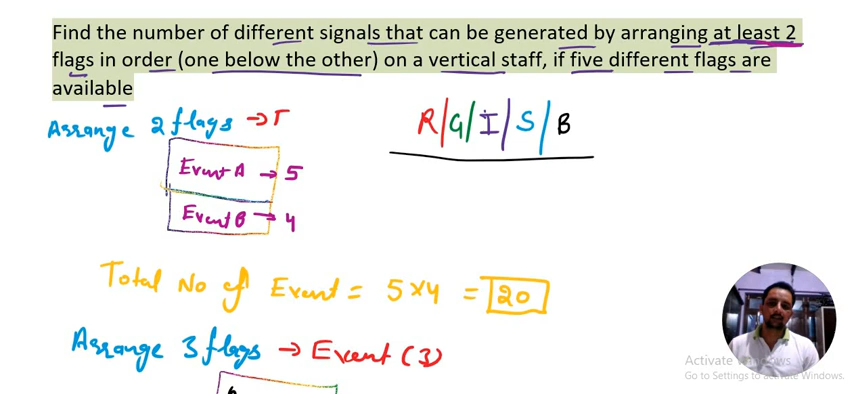 Find the number of different signals that can be generated by arranging at least 2
flags in order (one below the other) on a vertical staff, if five different flags are
available
Arrange 2 flags →
R/G/I/S/B
Event A → 5
Event B → 4
Total No of Event = 5 × 4 = 20
Arrange 3 flags → Event (3)
Activate Windows
Go to Settings to activate Windows.